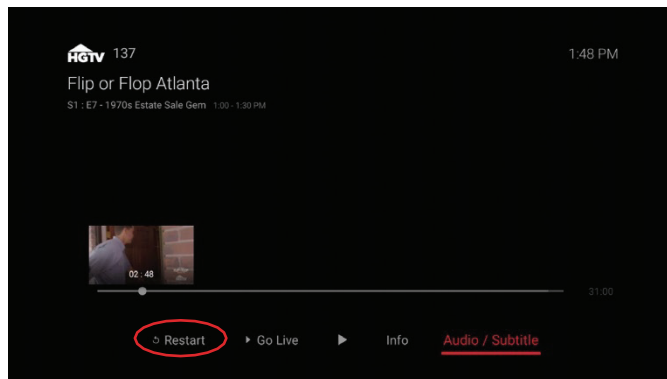 HGTV 137
1:48 PM
Flip or Flop Atlanta
S1 : E7 - 1970s Estate Sale Gem 1:00 - 1:30 PM
02 : 48
31:00
Restart
Go Live
Info
Audio / Subtitle